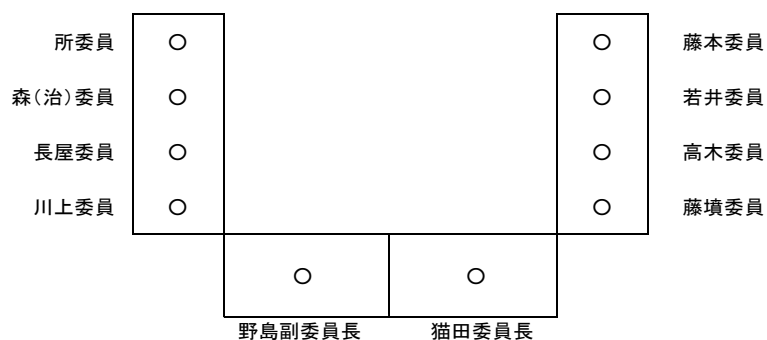 所委員
○
○
藤本委員
森(治)委員
○
○
若井委員
長屋委員
○
○
高木委員
川上委員
○
○
藤墳委員
○
○
野島副委員長
猫田委員長